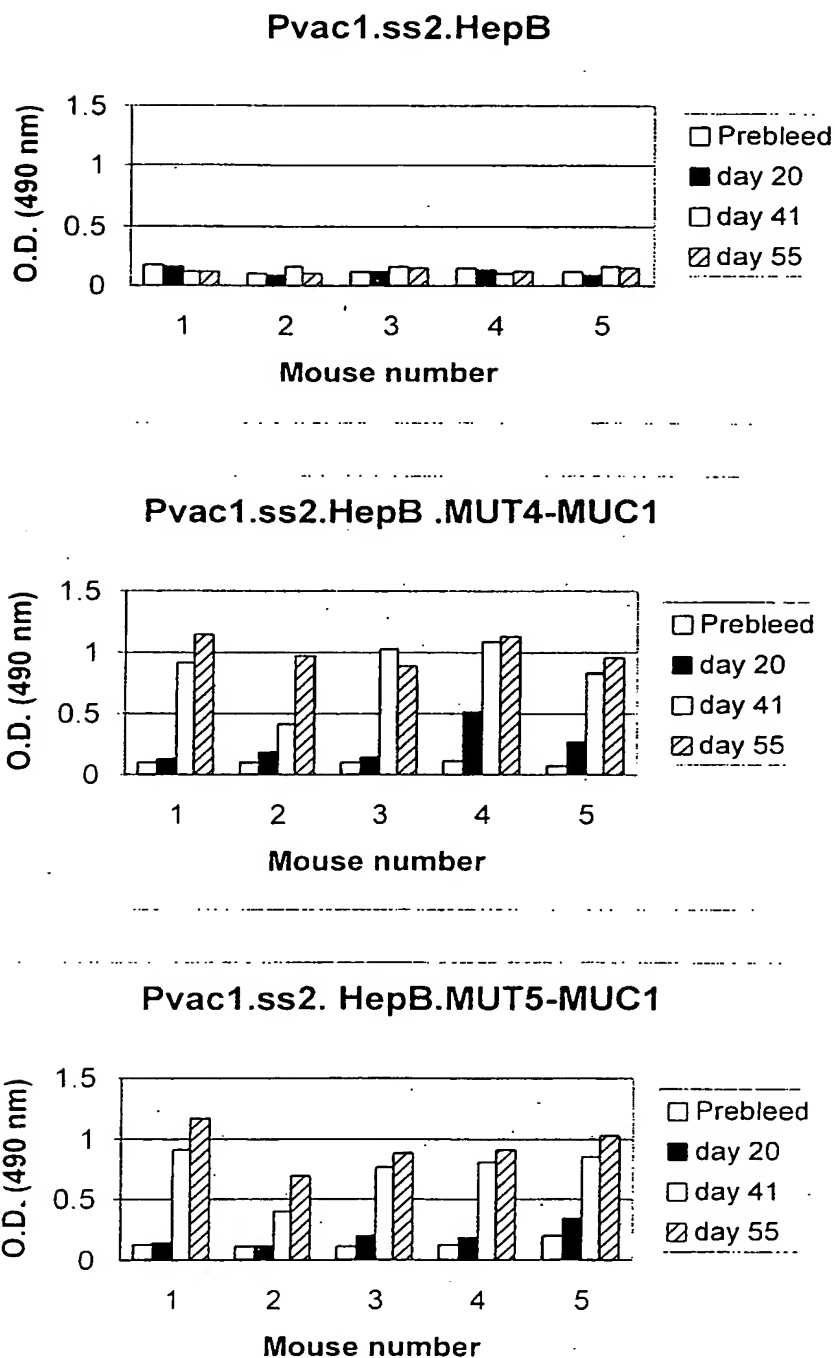 Pvac1.ss2.HepB
O.D. (490 nm)
1.5
1
0.5
0
1 2 3 4 5
Mouse number
Prebleed
day 20
day 41
day 55
Pvac1.ss2.HepB .MUT4-MUC1
O.D. (490 nm)
1.5
1
0.5
0
1 2 3 4 5
Mouse number
Prebleed
day 20
day 41
day 55
Pvac1.ss2. HepB.MUT5-MUC1
O.D. (490 nm)
1.5
1
0.5
0
1 2 3 4 5
Mouse number
Prebleed
day 20
day 41
day 55